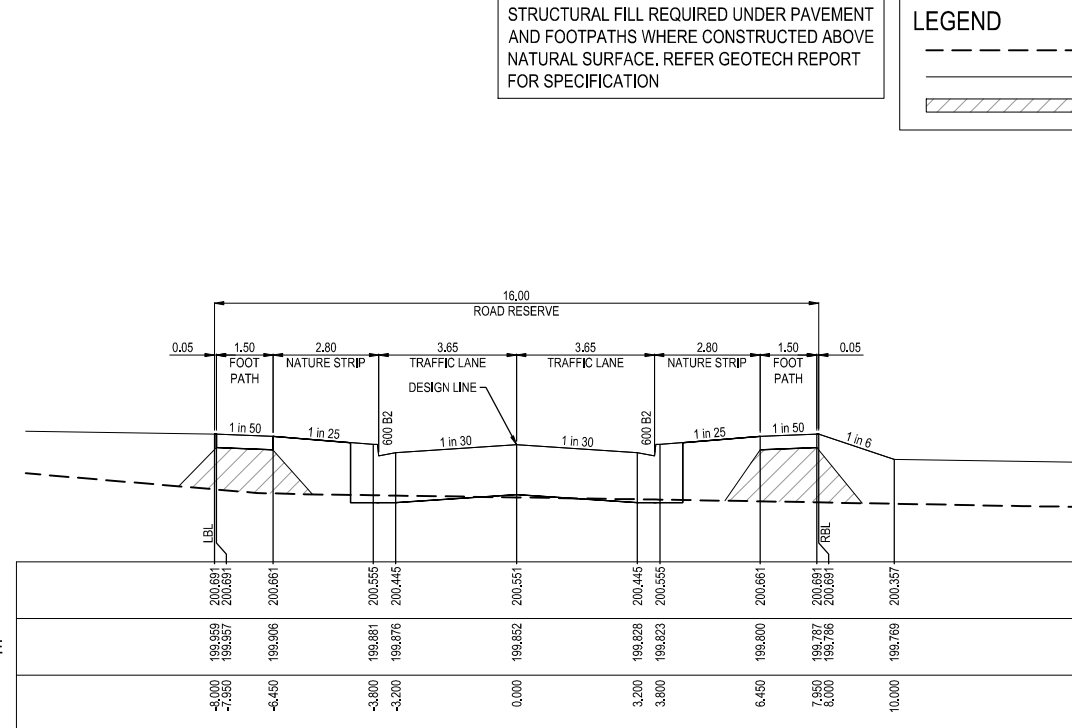 STRUCTURAL FILL REQUIRED UNDER PAVEMENT
AND FOOTPATHS WHERE CONSTRUCTED ABOVE
NATURAL SURFACE. REFER GEOTECH REPORT
FOR SPECIFICATION
LEGEND
16.00
ROAD RESERVE
0.05 1.50 2.80 3.65 3.65 2.80 1.50 0.05
FOOT PATH NATURE STRIP TRAFFIC LANE TRAFFIC LANE NATURE STRIP FOOT PATH
DESIGN LINE
600 B2 600 B2
1 in 50 1 in 25 1 in 30 1 in 30 1 in 25 1 in 50 1 in 6
LBL RBL
200.691 200.691 200.661 200.555 200.445 200.551 200.445 200.555 200.661 200.691 200.691 200.357
199.959 199.957 199.906 199.881 199.876 199.852 199.828 199.823 199.800 199.787 199.786 199.769
-8.000 -7.950 -6.450 -3.800 -3.200 0.000 3.200 3.800 6.450 7.950 8.000 10.000